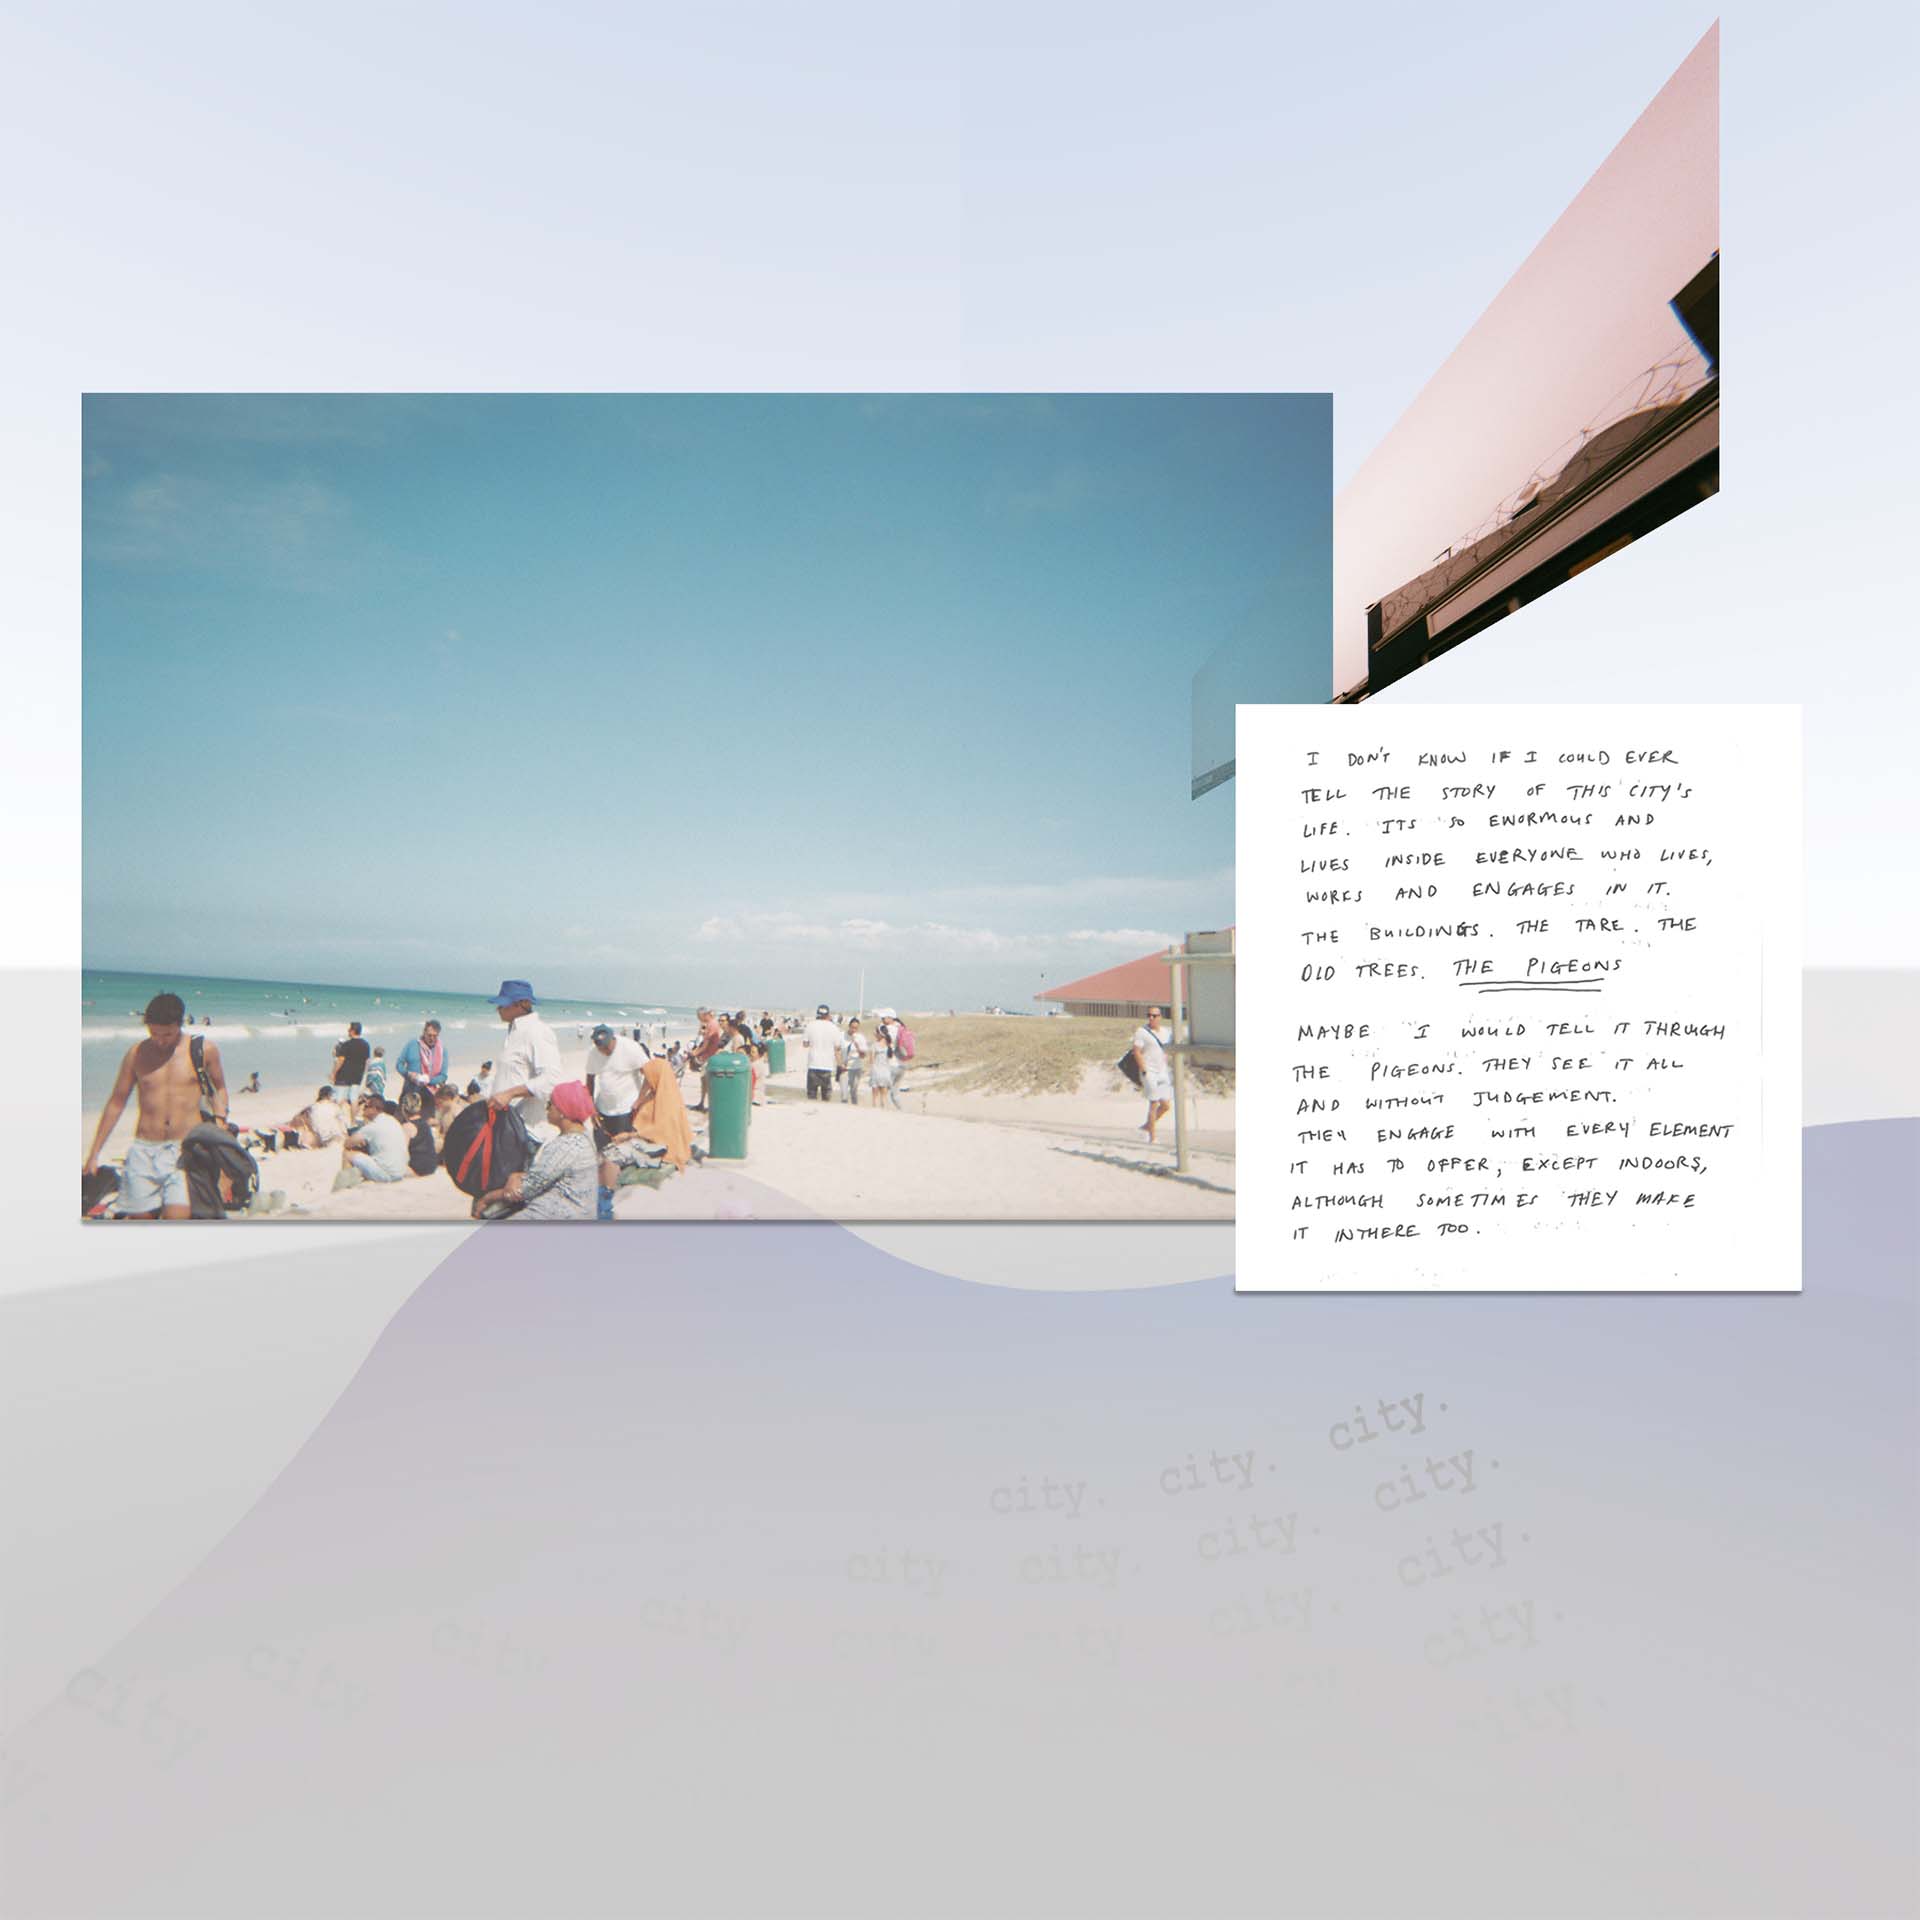 I DON'T KNOW IF I COULD EVER
TELL THE STORY OF THIS CITY'S
LIFE. ITS SO ENORMOUS AND
LIVES INSIDE EVERYONE WHO LIVES,
WORKS AND ENGAGES IN IT.
THE BUILDINGS. THE TARE. THE
OLD TREES. THE PIGEONS
MAYBE I WOULD TELL IT THROUGH
THE PIGEONS. THEY SEE IT ALL
AND WITHOUT JUDGEMENT.
THEY ENGAGE WITH EVERY ELEMENT
IT HAS TO OFFER, EXCEPT INDOORS,
ALTHOUGH SOMETIMES THEY MAKE
IT INTHERE TOO.
city. city. city.
city city. city. city.
city city city city city city city. city.
city.
city.